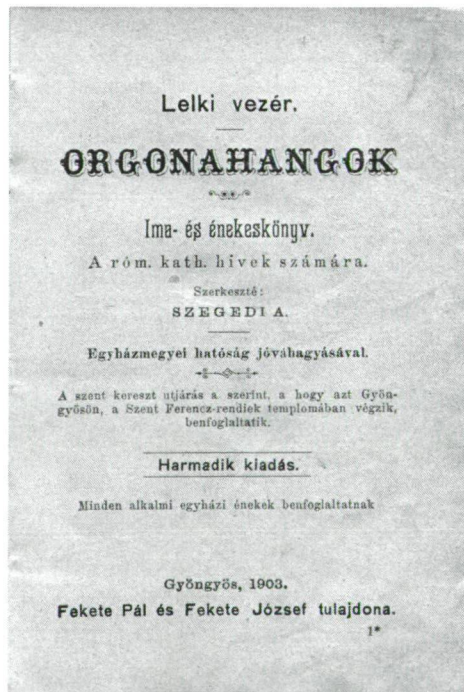 Lelki vezér.
ORGONAHANGOK
Ima- és énekeskönyv.
A róm. kath. hívek számára.
Szerkeszté:
SZEGEDI A.
Egyházmegyei hatóság jóváhagyásával.
A szent kereszt utjárás a szerint, a hogy azt Gyön-
gyösön, a Szent Ferencz-rendiek templomában végzik,
benfoglaltatik.
Harmadik kiadás.
Minden alkalmi egyházi énekek benfoglaltatnak
Gyöngyös, 1903.
Fekete Pál és Fekete József tulajdona.
1*